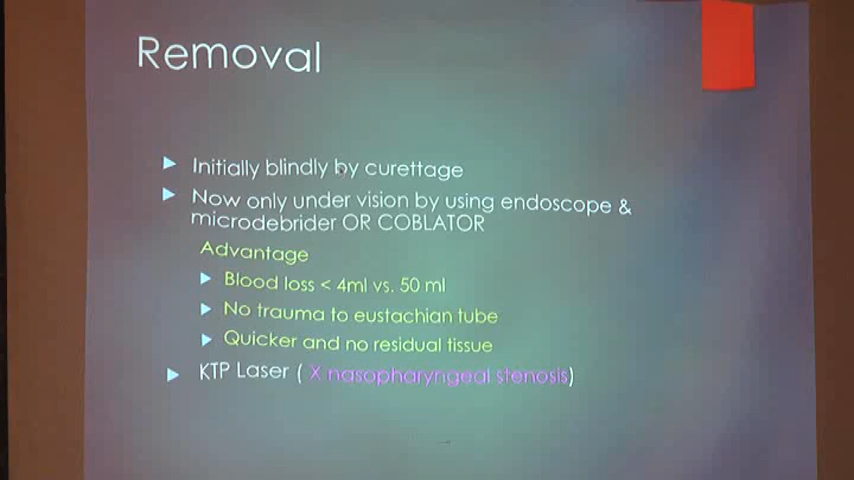 Removal
Initially blindly by curettage
Now only under vision by using endoscope &
microdebrider OR COBLATOR
Advantage
Blood loss < 4ml vs. 50 ml
No trauma to eustachian tube
Quicker and no residual tissue
KTP Laser ( X nasopharyngeal stenosis)